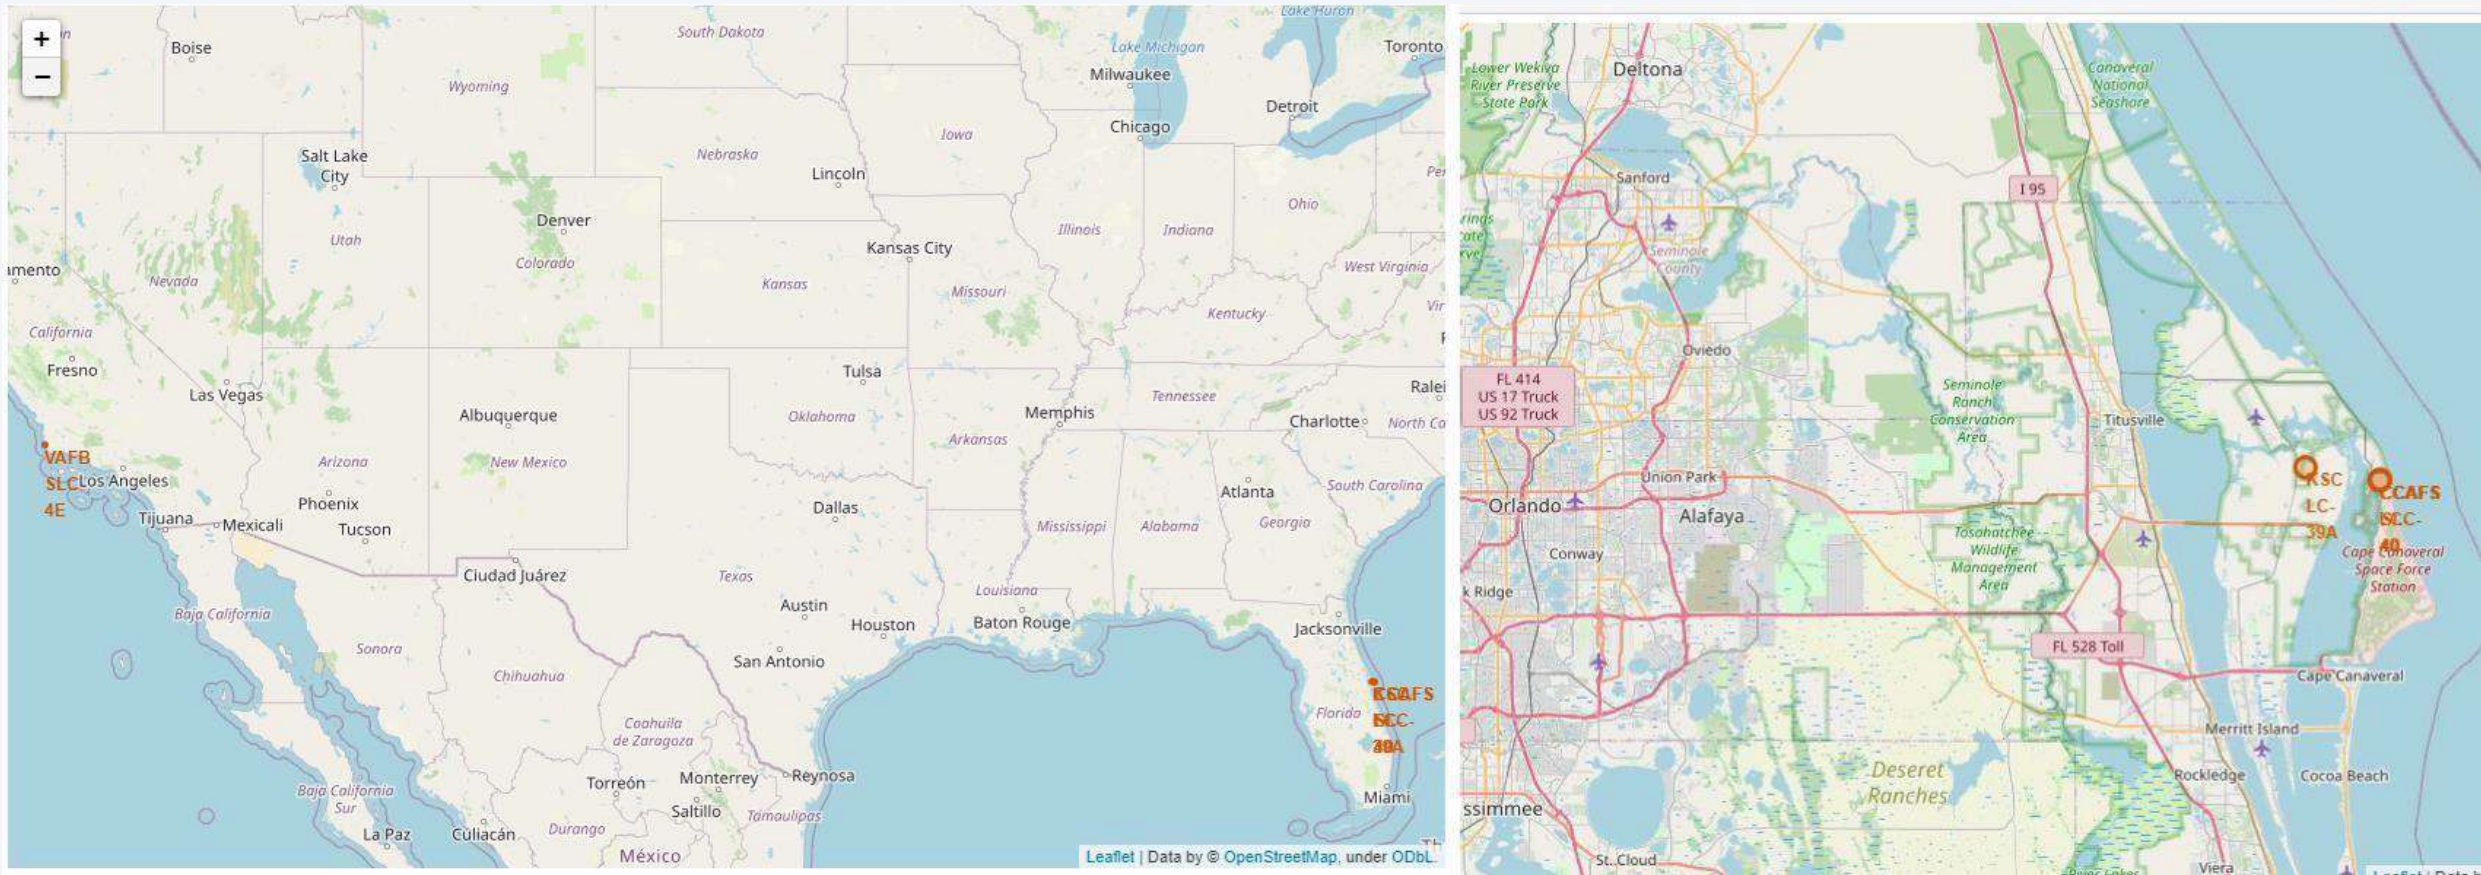 +
−
Boise
South Dakota
Lake Huron
Lake Michigan
Toronto
Milwaukee
Wyoming
Detroit
Chicago
Iowa
Salt Lake
City
Nebraska
Lincoln
Denver
Utah
Colorado
Illinois
Indiana
Ohio
Kansas City
West Virginia
Nevada
Kansas
Missouri
Kentucky
California
Fresno
Las Vegas
Tulsa
Albuquerque
Oklahoma
Memphis
Tennessee
Charlotte
Arkansas
VAFB
SLC-
4E
Los Angeles
Arizona
New Mexico
Phoenix
Tucson
Tijuana
Mexicali
Dallas
Atlanta
South Carolina
Mississippi
Alabama
Georgia
Ciudad Juárez
Texas
Louisiana
Austin
Houston
Baton Rouge
Jacksonville
Baja California
Sonora
Chihuahua
San Antonio
Florida
Coahuila
de Zaragoza
Torreón
Monterrey
Reynosa
Saltillo
Baja California
Sur
La Paz
Culiacán
Durango
Tamaulipas
México
Miami
Leaflet | Data by © OpenStreetMap, under ODbL.
Lower Wekiva
River Preserve
State Park
Deltona
Canaveral
National
Seashore
Sanford
I 95
Seminole
County
Oviedo
FL 414
US 17 Truck
US 92 Truck
Seminole
Ranch
Conservation
Area
Titusville
Union Park
Orlando
Alafaya
KSC
LC-
39A
CCAFS
40
Conway
Tosohatchee
Wildlife
Management
Area
Cape Canaveral
Space Force
Station
k Ridge
FL 528 Toll
Cape Canaveral
Merritt Island
Deseret
Ranches
Rockledge
Cocoa Beach
ssimmee
St. Cloud
Viera